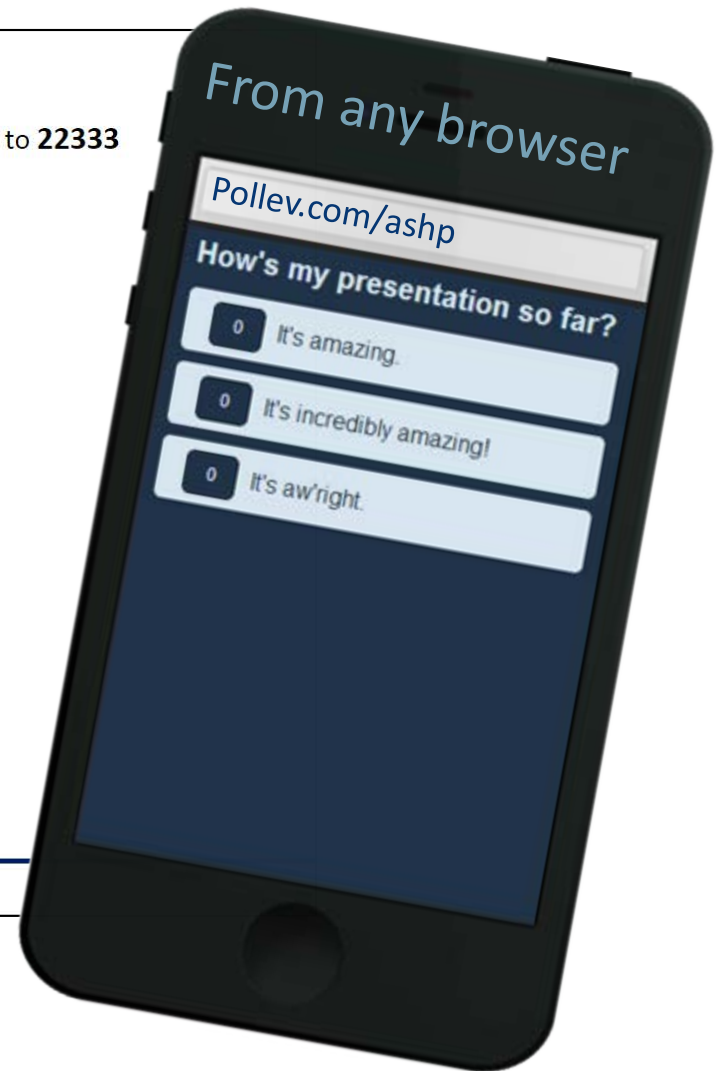 From any browser
to 22333
Pollev.com/ashp
How's my presentation so far?
0 It's amazing.
0 It's incredibly amazing!
0 It's aw'right.